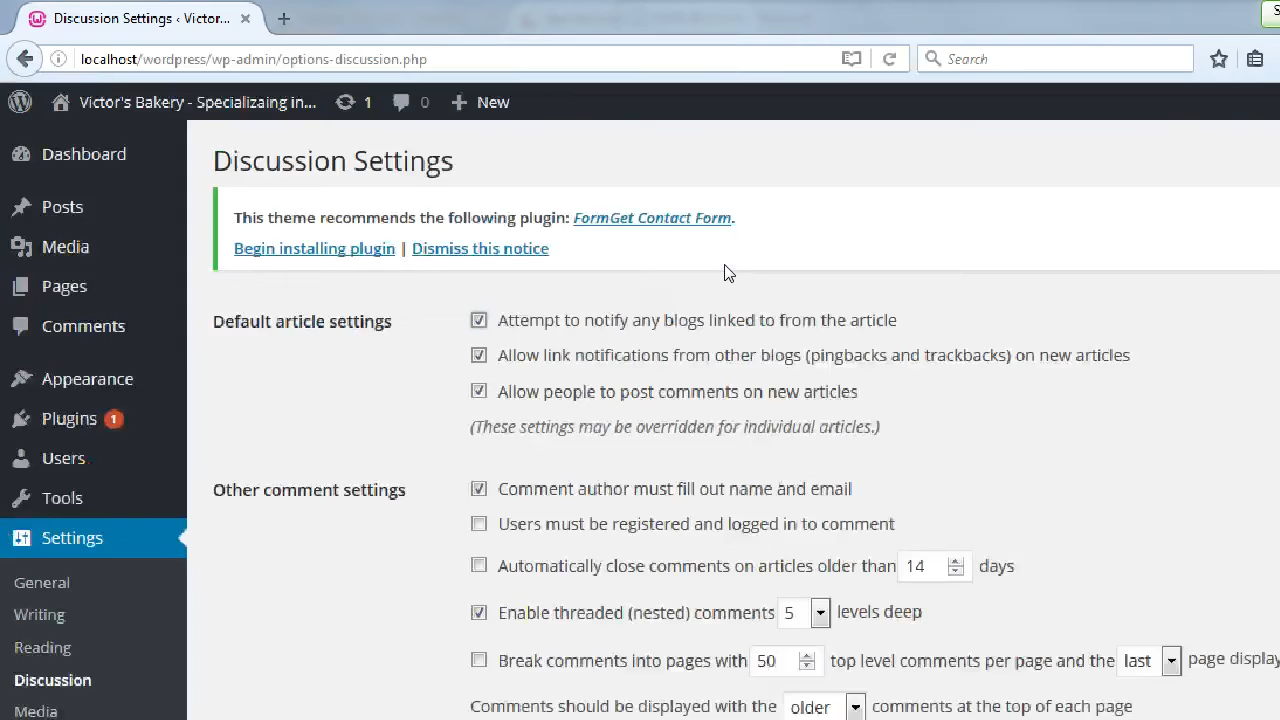 Discussion Settings ‹ Victor...
S
localhost/wordpress/wp-admin/options-discussion.php
Search
Victor's Bakery - Specializaing in...
1
0
New
Dashboard
Posts
Media
Pages
Comments
Appearance
Plugins 1
Users
Tools
Settings
General
Writing
Reading
Discussion
Media
Discussion Settings
This theme recommends the following plugin: FormGet Contact Form.
Begin installing plugin | Dismiss this notice
Default article settings
Attempt to notify any blogs linked to from the article
Allow link notifications from other blogs (pingbacks and trackbacks) on new articles
Allow people to post comments on new articles
(These settings may be overridden for individual articles.)
Other comment settings
Comment author must fill out name and email
Users must be registered and logged in to comment
Automatically close comments on articles older than 14 days
Enable threaded (nested) comments 5 levels deep
Break comments into pages with 50 top level comments per page and the last page display
Comments should be displayed with the older comments at the top of each page